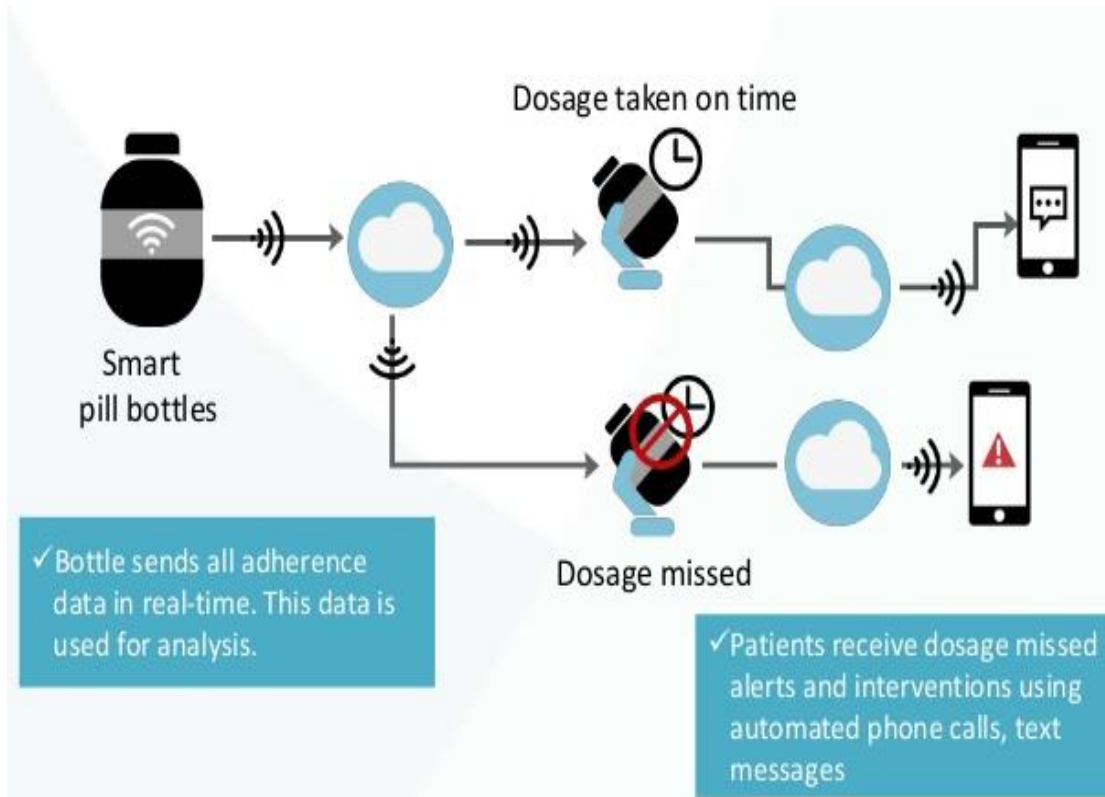 Dosage taken on time
Smart
pill bottles
Dosage missed
✓Bottle sends all adherence
data in real-time. This data is
used for analysis.
✓Patients receive dosage missed
alerts and interventions using
automated phone calls, text
messages